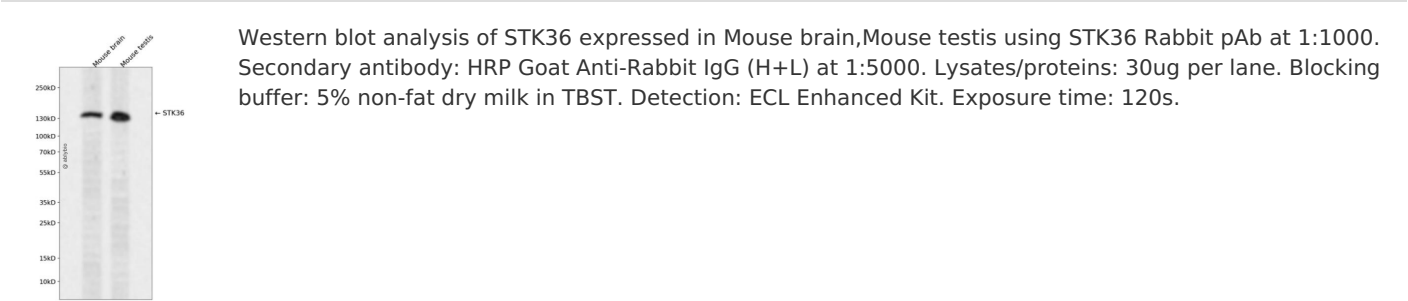 Mouse brain
Mouse testis
250kD
130kD
← STK36
100kD
70kD
55kD
35kD
25kD
15kD
10kD
Western blot analysis of STK36 expressed in Mouse brain,Mouse testis using STK36 Rabbit pAb at 1:1000.
Secondary antibody: HRP Goat Anti-Rabbit IgG (H+L) at 1:5000. Lysates/proteins: 30ug per lane. Blocking
buffer: 5% non-fat dry milk in TBST. Detection: ECL Enhanced Kit. Exposure time: 120s.